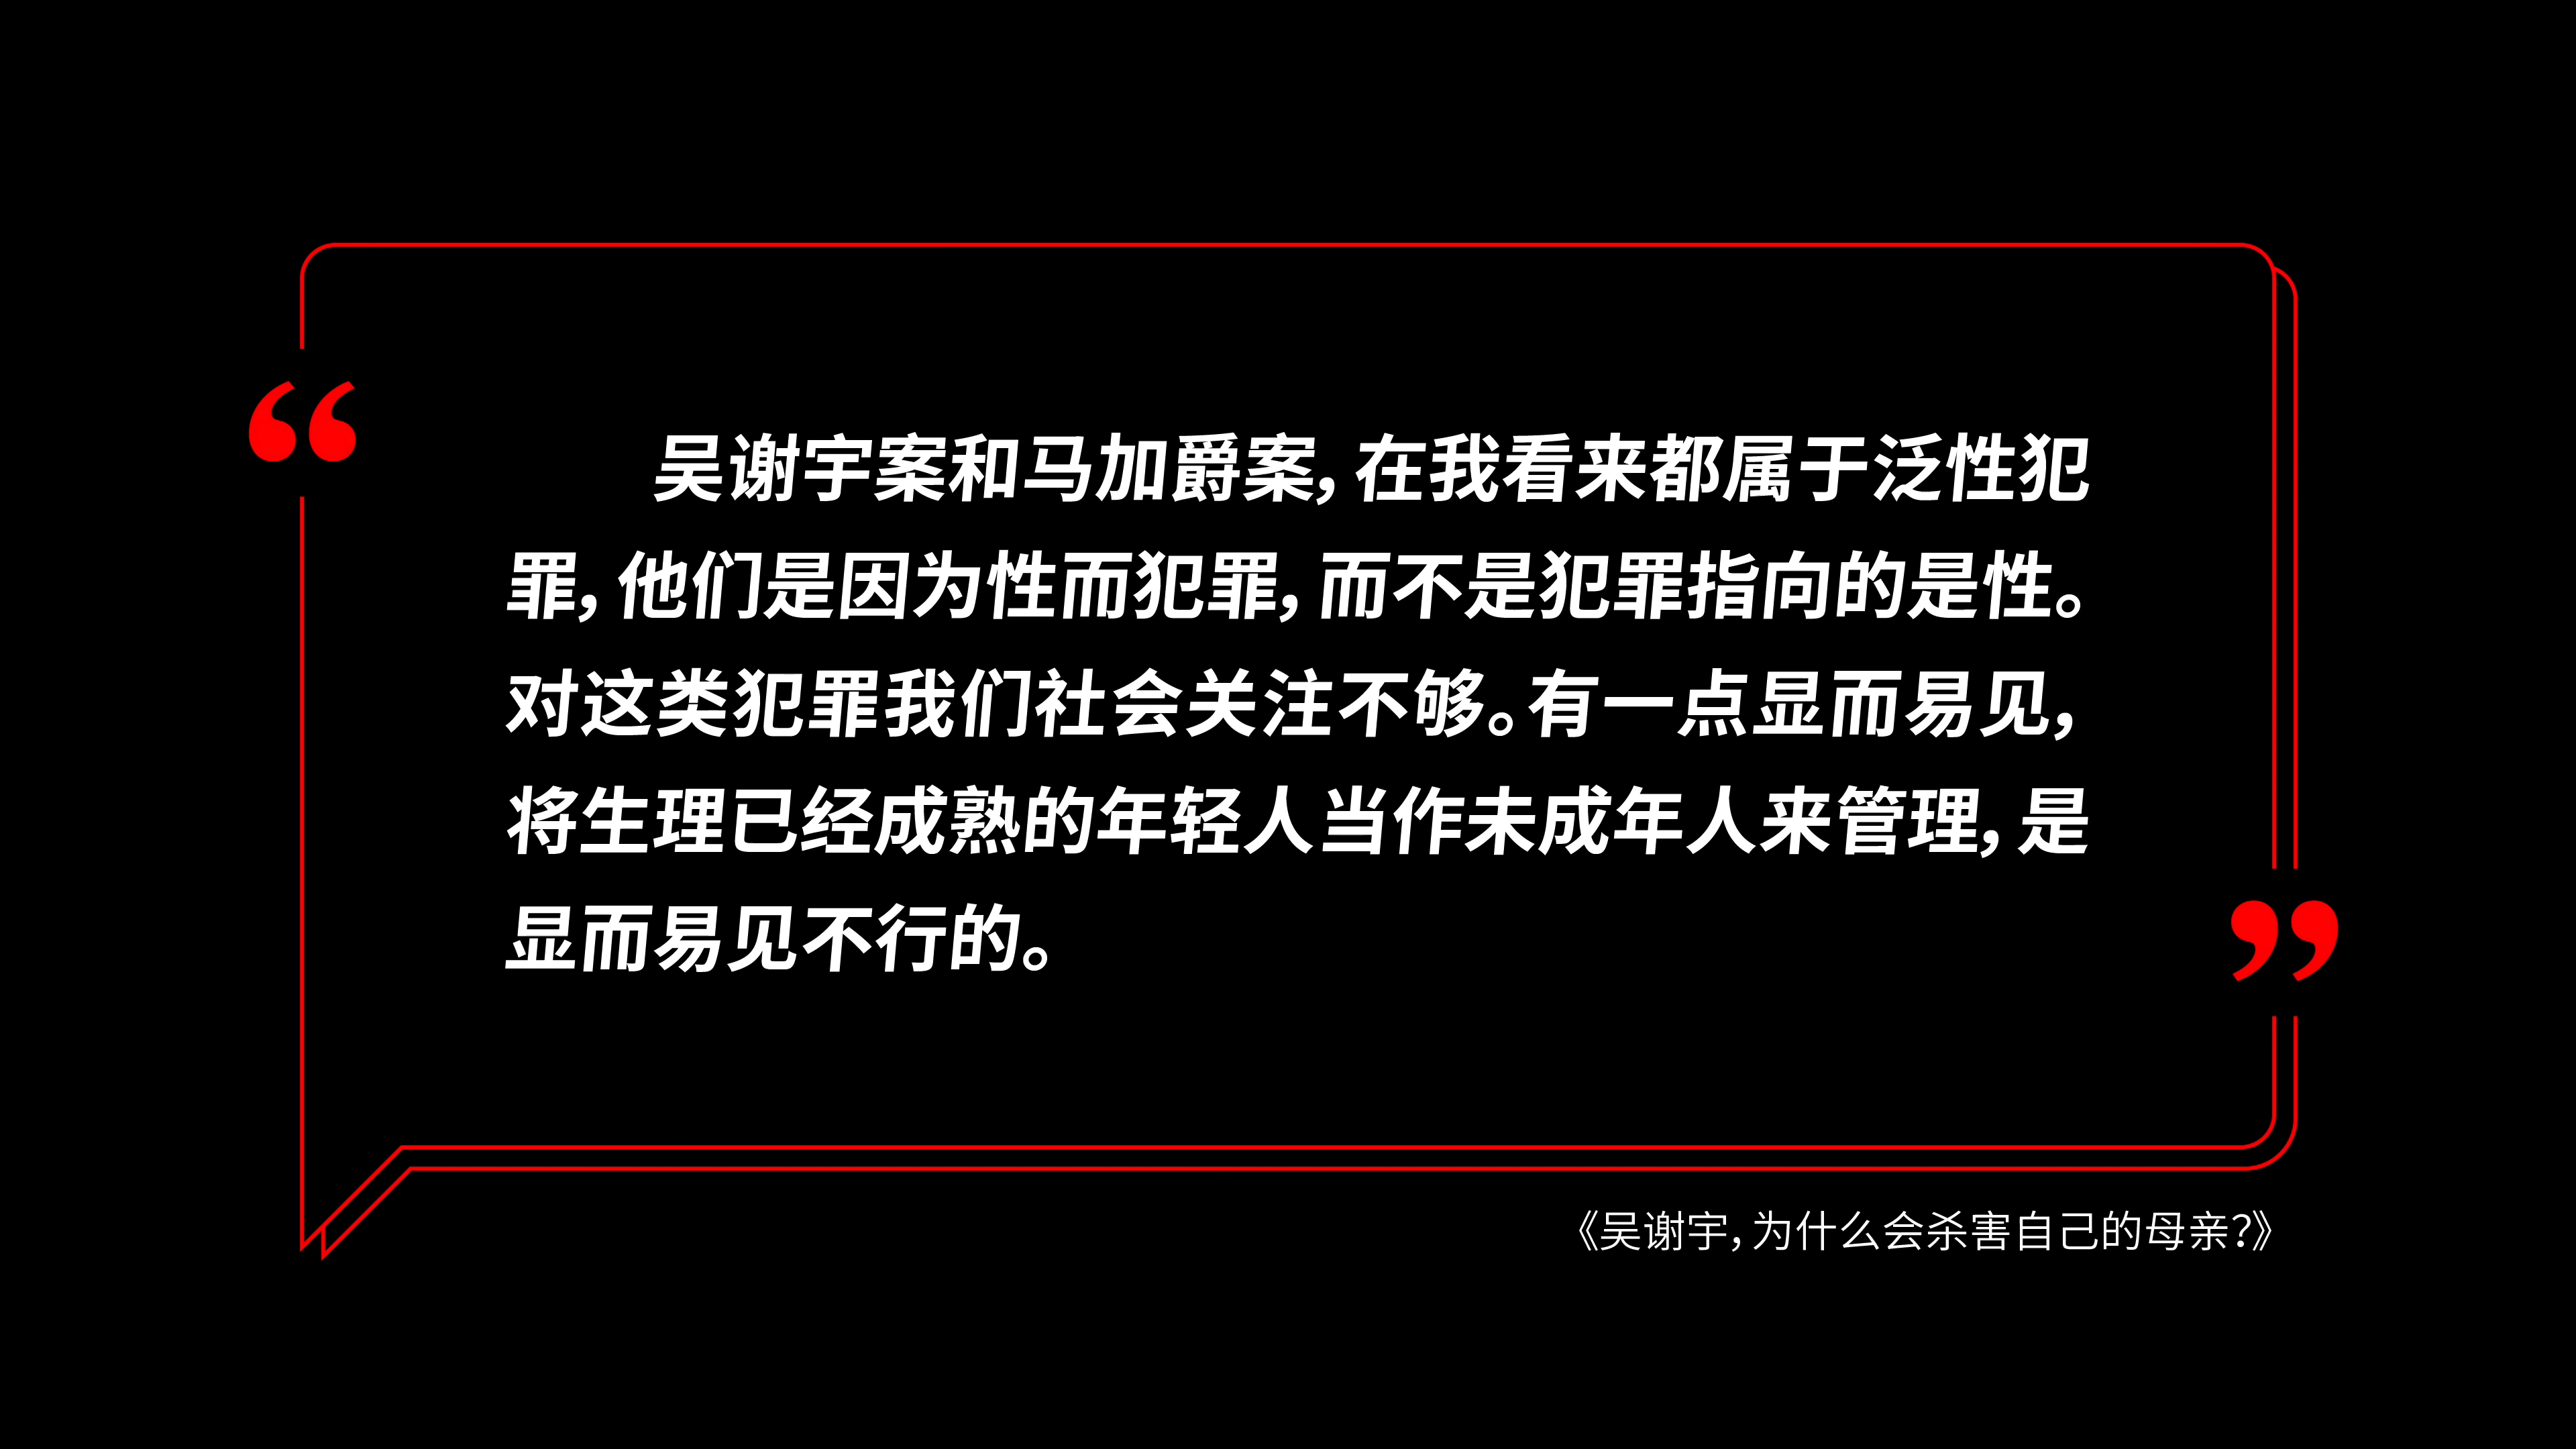 “
吴谢宇案和马加爵案，在我看来都属于泛性犯
罪，他们是因为性而犯罪，而不是犯罪指向的是性。
对这类犯罪我们社会关注不够。有一点显而易见，
将生理已经成熟的年轻人当作未成年人来管理，是
显而易见不行的。
”
《吴谢宇，为什么会杀害自己的母亲？》